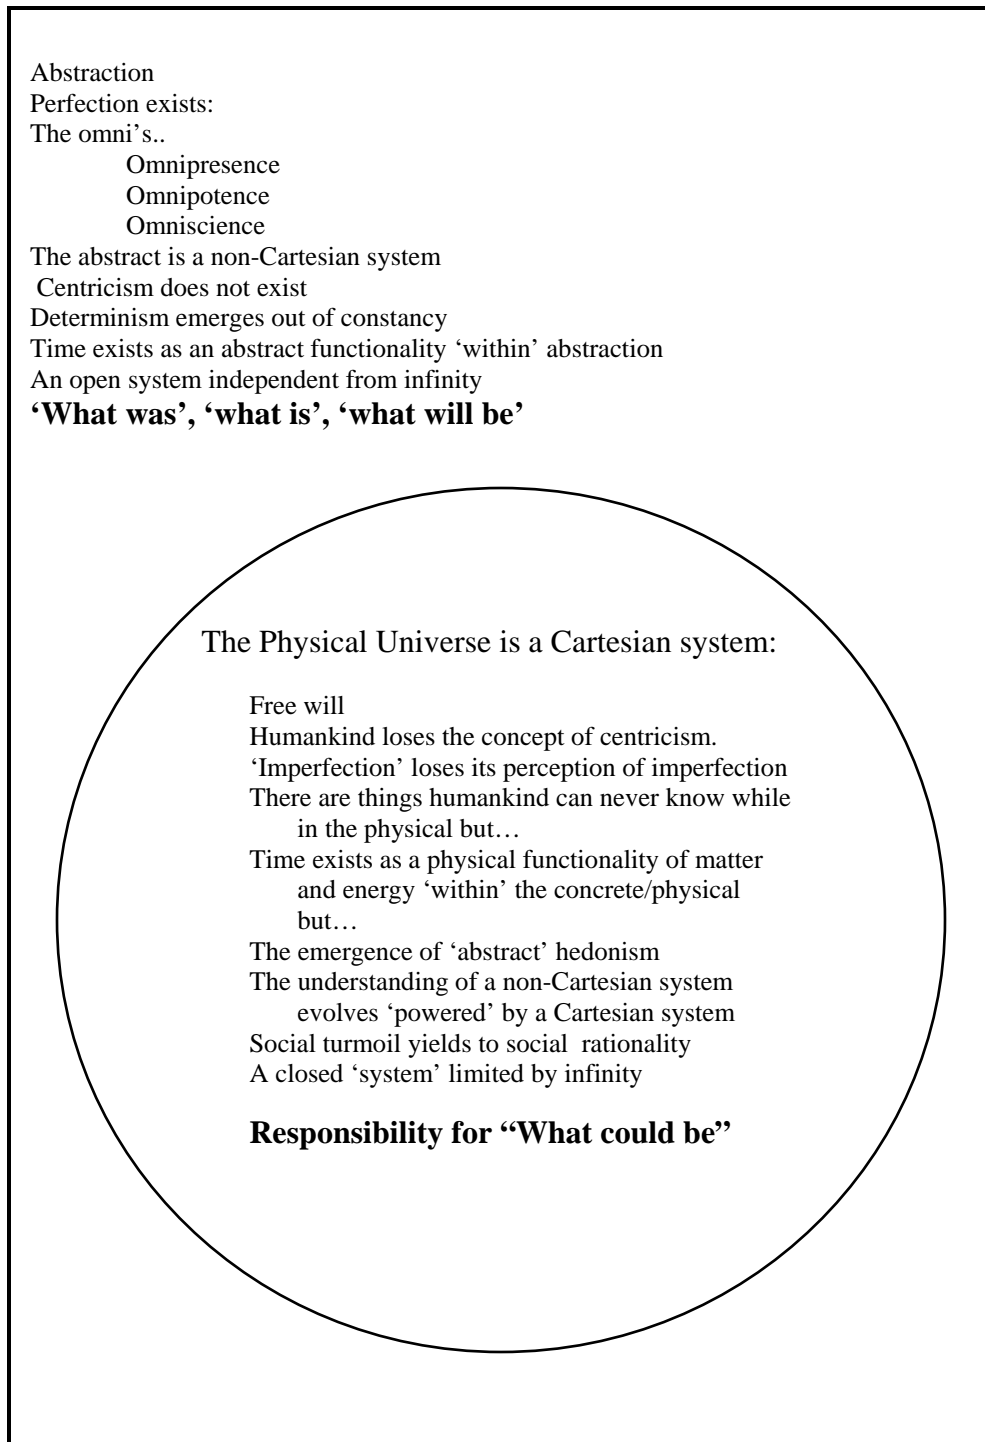 Abstraction
Perfection exists:
The omni’s..
Omnipresence
Omnipotence
Omniscience
The abstract is a non-Cartesian system
Centricism does not exist
Determinism emerges out of constancy
Time exists as an abstract functionality ‘within’ abstraction
An open system independent from infinity
‘What was’, ‘what is’, ‘what will be’
The Physical Universe is a Cartesian system:
Free will
Humankind loses the concept of centricism.
‘Imperfection’ loses its perception of imperfection
There are things humankind can never know while
in the physical but…
Time exists as a physical functionality of matter
and energy ‘within’ the concrete/physical
but…
The emergence of ‘abstract’ hedonism
The understanding of a non-Cartesian system
evolves ‘powered’ by a Cartesian system
Social turmoil yields to social  rationality
A closed ‘system’ limited by infinity
Responsibility for “What could be”